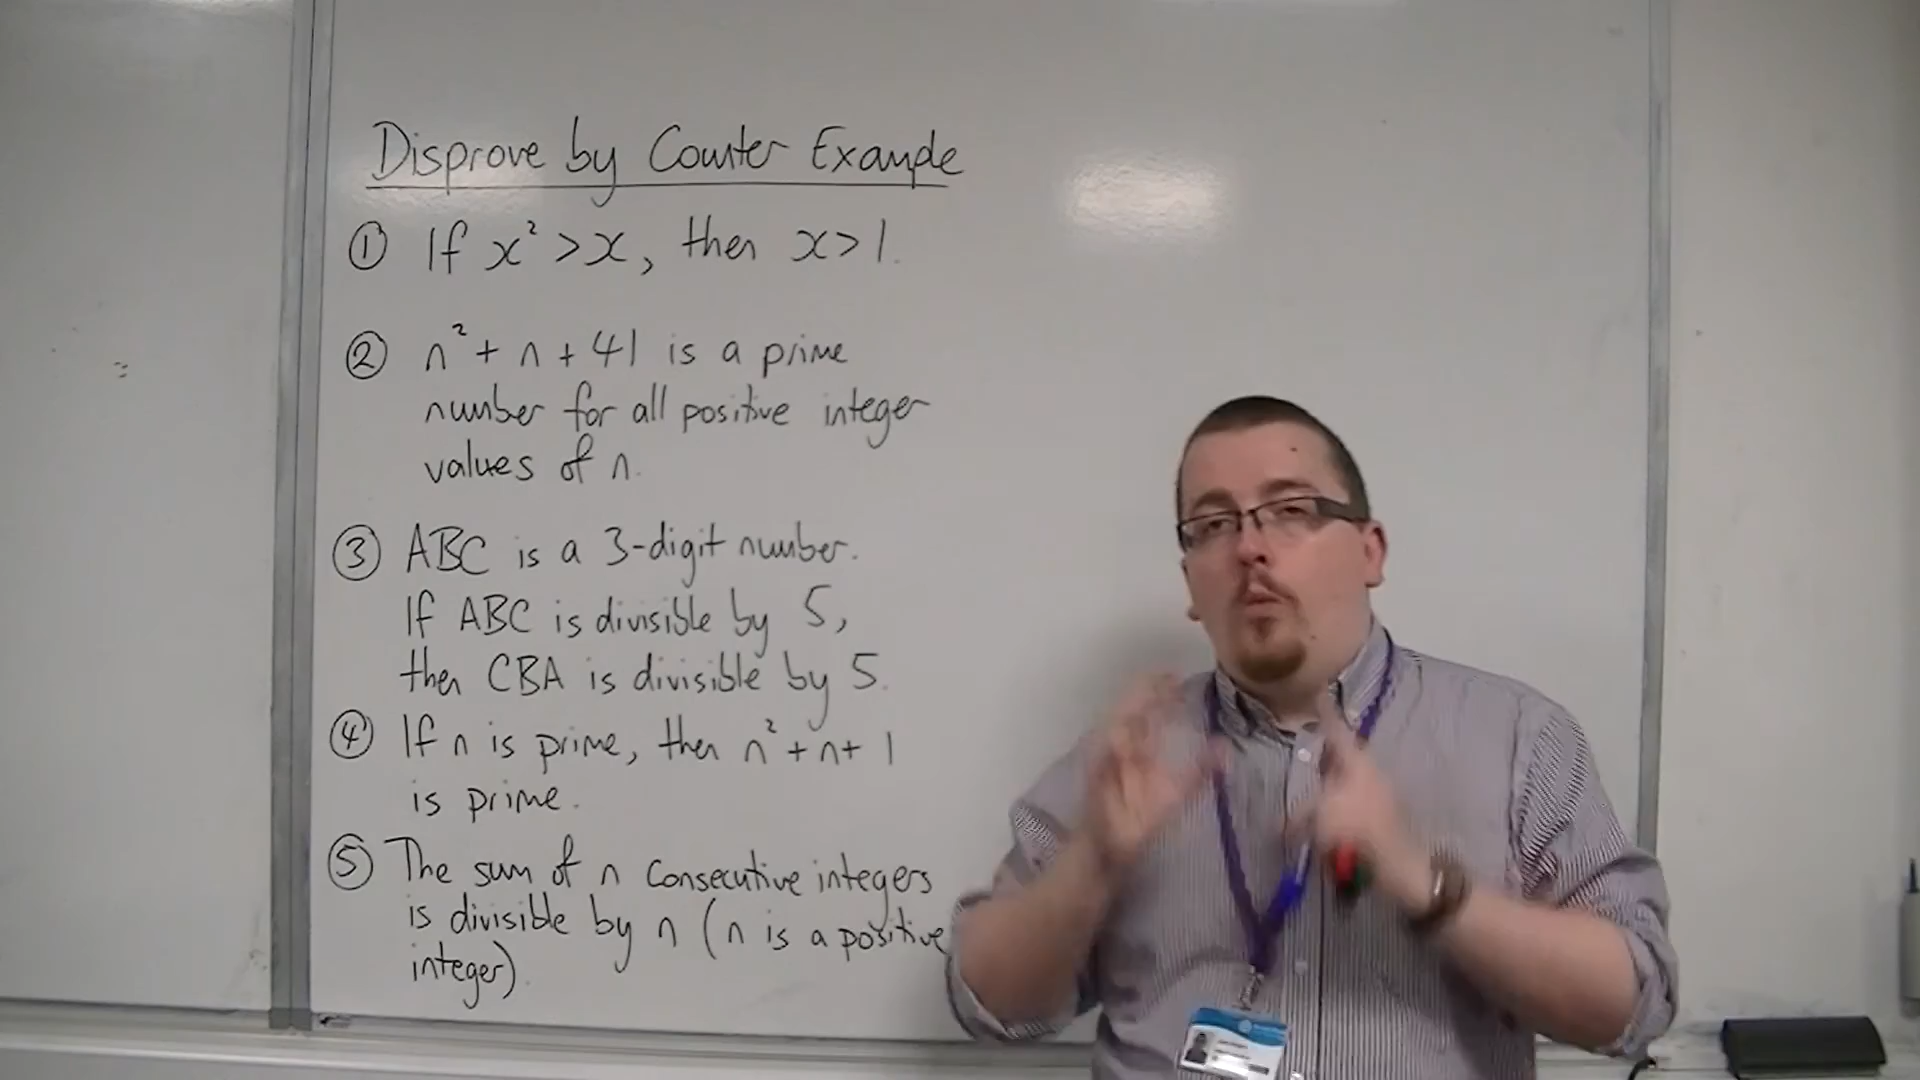 Disprove by Counter Example
① If x² > x, then x > 1.
② n² + n + 41 is a prime
number for all positive integer
values of n.
③ ABC is a 3-digit number.
If ABC is divisible by 5,
then CBA is divisible by 5.
④ If n is prime, then n² + n + 1
is prime.
⑤ The sum of n consecutive integers
is divisible by n (n is a positive
integer).